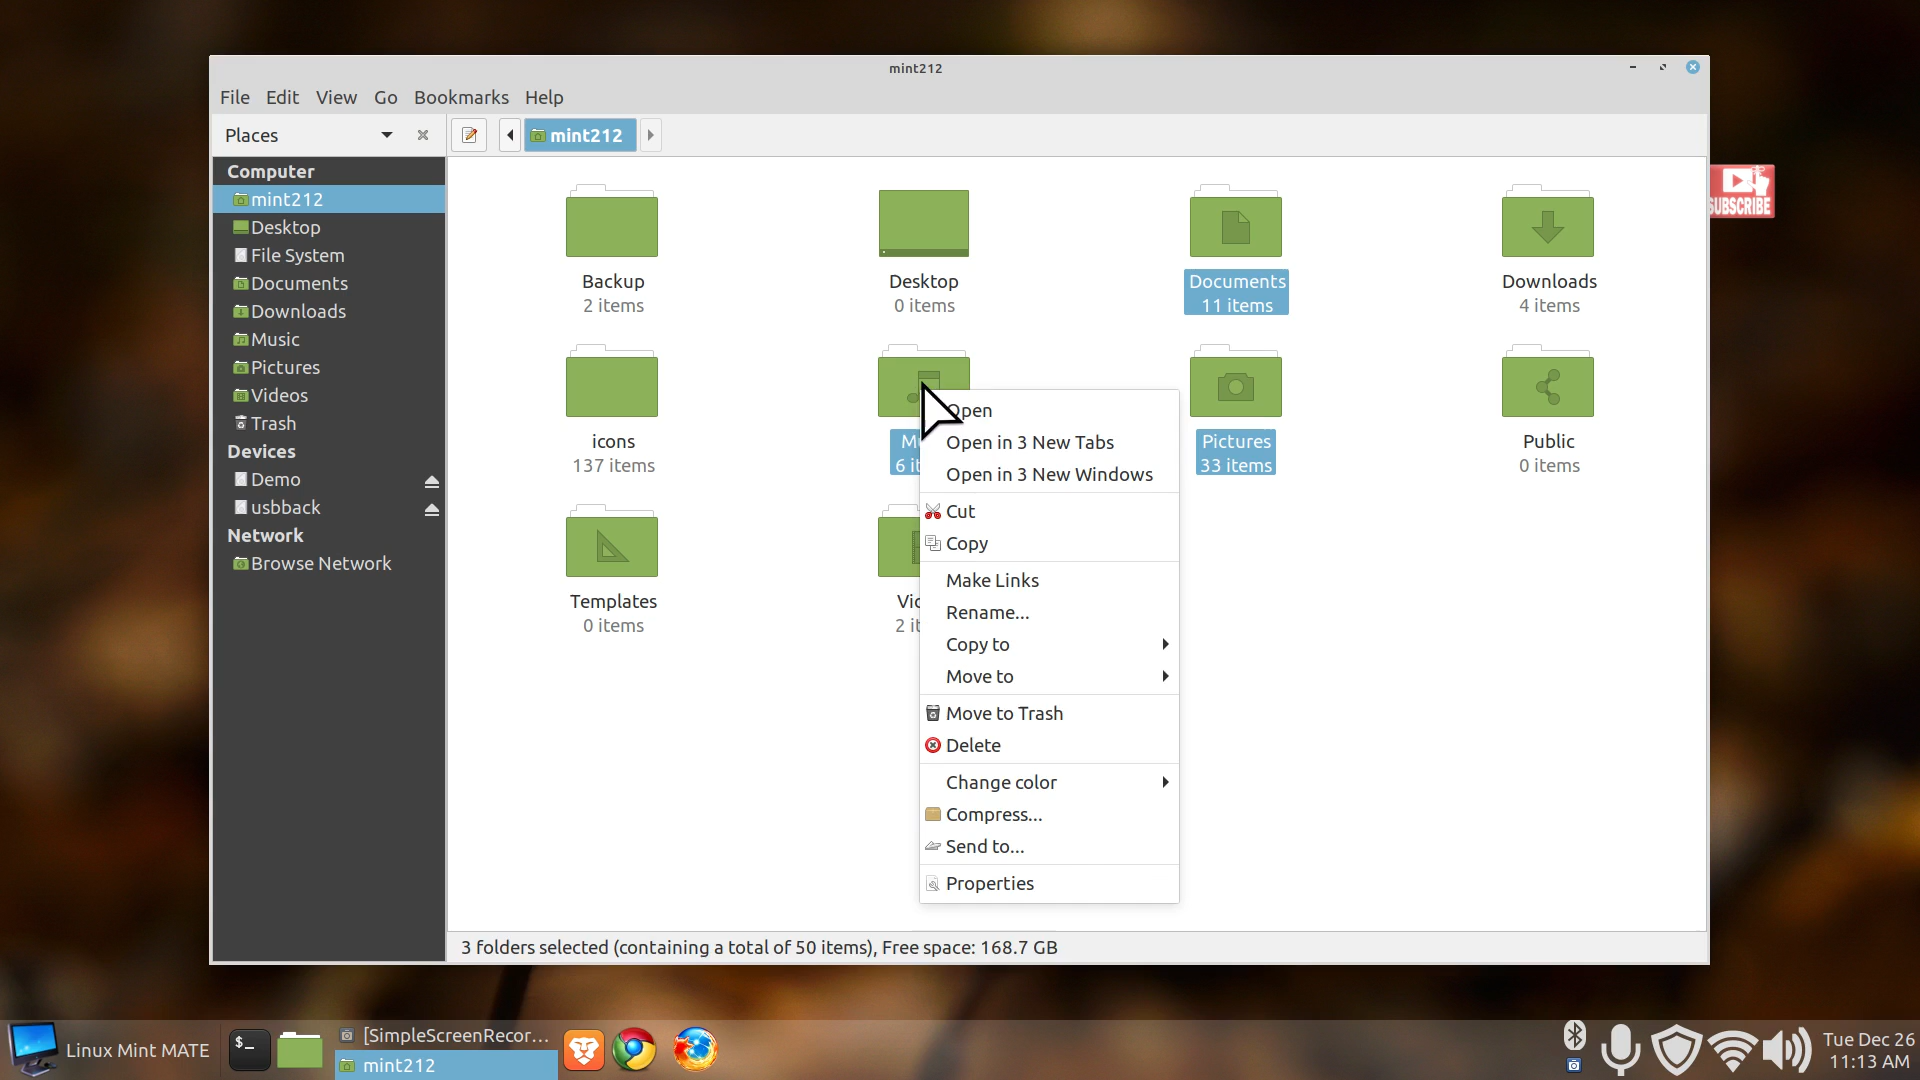 mint212
File Edit View Go Bookmarks Help
Places
mint212
Computer
mint212
Desktop
File System
Documents
Downloads
Music
Pictures
Videos
Trash
Devices
Demo
usbback
Network
Browse Network
Backup
2 items
Desktop
0 items
Documents
11 items
Downloads
4 items
icons
137 items
6 it
Pictures
33 items
Public
0 items
Templates
0 items
2 it
Open
Open in 3 New Tabs
Open in 3 New Windows
Cut
Copy
Make Links
Rename...
Copy to
Move to
Move to Trash
Delete
Change color
Compress...
Send to...
Properties
3 folders selected (containing a total of 50 items), Free space: 168.7 GB
SUBSCRIBE
Linux Mint MATE
$_
[SimpleScreenRecor...
mint212
Tue Dec 26
11:13 AM